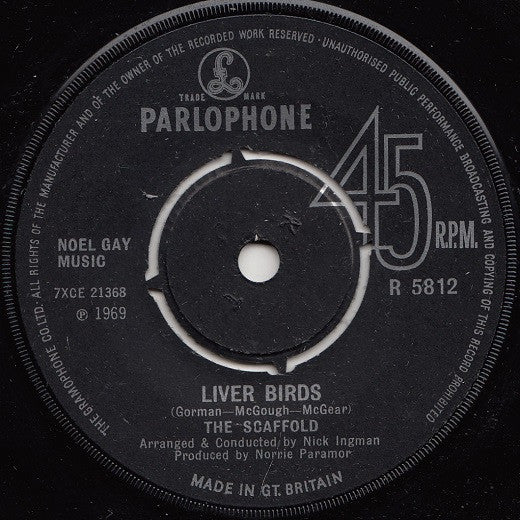 THE GRAMOPHONE CO. LTD. ALL RIGHTS OF THE MANUFACTURER AND OF THE OWNER OF THE RECORDED WORK RESERVED · UNAUTHORISED PUBLIC PERFORMANCE BROADCASTING AND COPYING OF THIS RECORD PROHIBITED
£
TRADE MARK
PARLOPHONE
45
R.P.M.
NOEL GAY
MUSIC
7XCE 21368
R 5812
℗ 1969
LIVER BIRDS
(Gorman—McGough—McGear)
THE SCAFFOLD
Arranged & Conducted by Nick Ingman
Produced by Norrie Paramor
MADE IN GT. BRITAIN